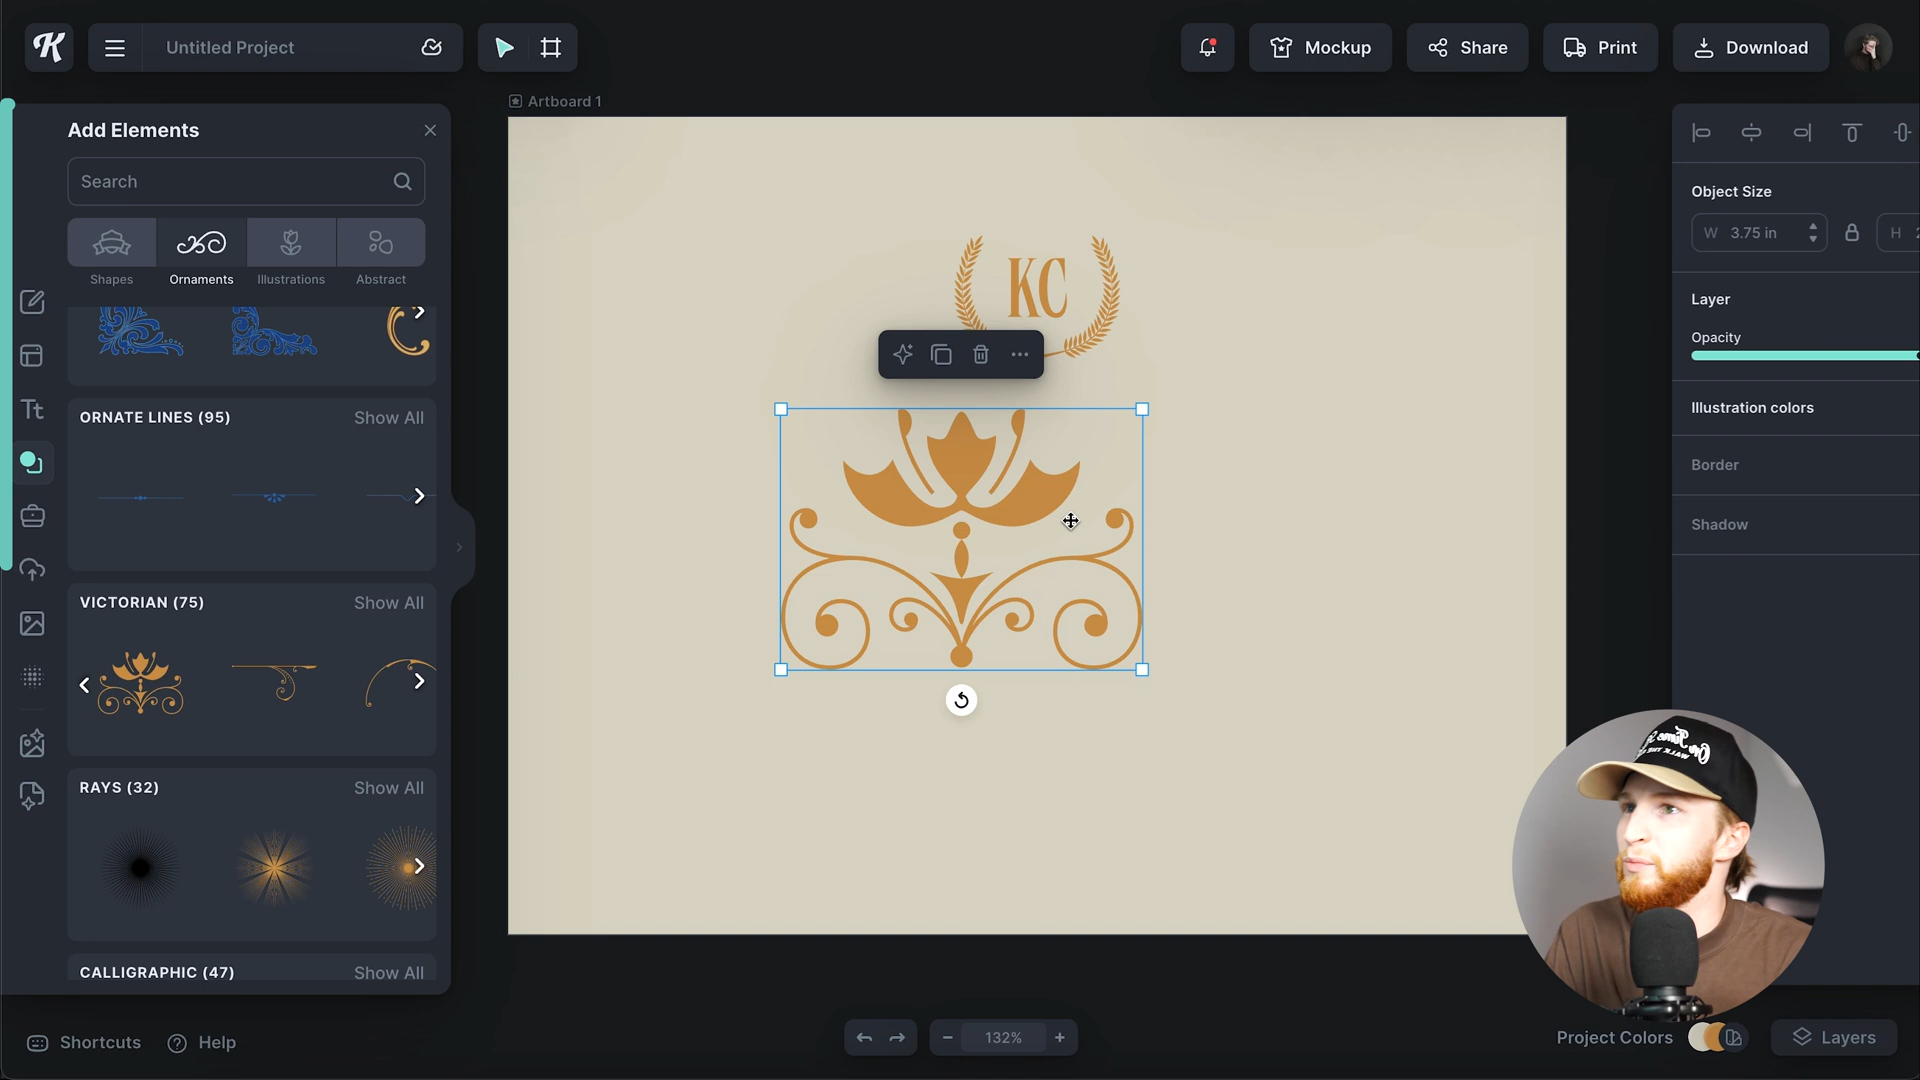 K
Untitled Project
Mockup
Share
Print
Download
Artboard 1
Add Elements
Search
Shapes
Ornaments
Illustrations
Abstract
ORNATE LINES (95)
Show All
VICTORIAN (75)
Show All
RAYS (32)
Show All
CALLIGRAPHIC (47)
Show All
Tt
KC
Object Size
W 3.75 in
H 2
Layer
Opacity
Illustration colors
Border
Shadow
Shortcuts
Help
132%
Project Colors
Layers